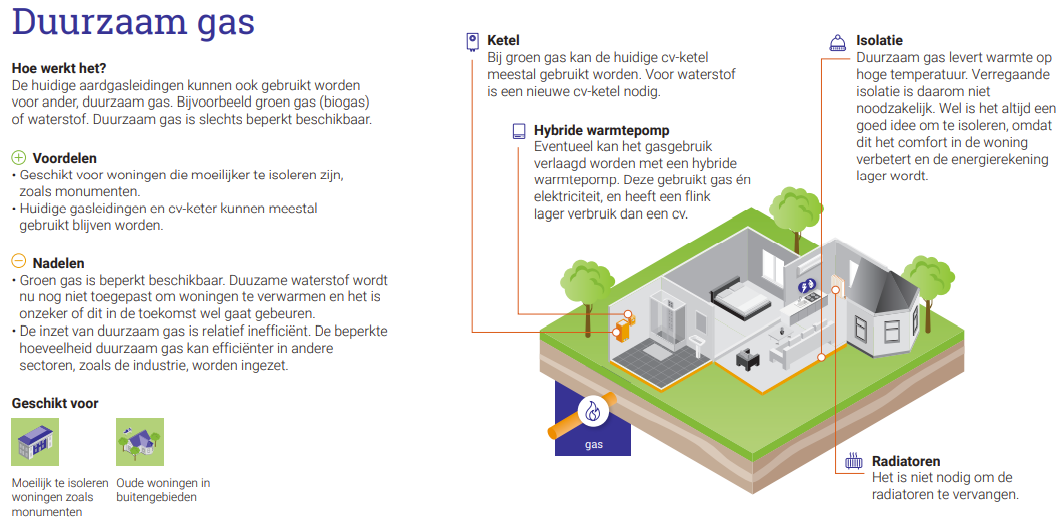 Duurzaam gas
Hoe werkt het?
De huidige aardgasleidingen kunnen ook gebruikt worden
voor ander, duurzaam gas. Bijvoorbeeld groen gas (biogas)
of waterstof. Duurzaam gas is slechts beperkt beschikbaar.
Voordelen
• Geschikt voor woningen die moeilijker te isoleren zijn,
zoals monumenten.
• Huidige gasleidingen en cv-keter kunnen meestal
gebruikt blijven worden.
Nadelen
• Groen gas is beperkt beschikbaar. Duuzame waterstof wordt
nu nog niet toegepast om woningen te verwarmen en het is
onzeker of dit in de toekomst wel gaat gebeuren.
• De inzet van duurzaam gas is relatief inefficiënt. De beperkte
hoeveelheid duurzaam gas kan efficiënter in andere
sectoren, zoals de industrie, worden ingezet.
Geschikt voor
Moeilijk te isoleren
woningen zoals
monumenten
Oude woningen in
buitengebieden
Ketel
Bij groen gas kan de huidige cv-ketel
meestal gebruikt worden. Voor waterstof
is een nieuwe cv-ketel nodig.
Hybride warmtepomp
Eventueel kan het gasgebruik
verlaagd worden met een hybride
warmtepomp. Deze gebruikt gas én
elektriciteit, en heeft een flink
lager verbruik dan een cv.
Isolatie
Duurzaam gas levert warmte op
hoge temperatuur. Verregaande
isolatie is daarom niet
noodzakelijk. Wel is het altijd een
goed idee om te isoleren, omdat
dit het comfort in de woning
verbetert en de energierekening
lager wordt.
gas
Radiatoren
Het is niet nodig om de
radiatoren te vervangen.